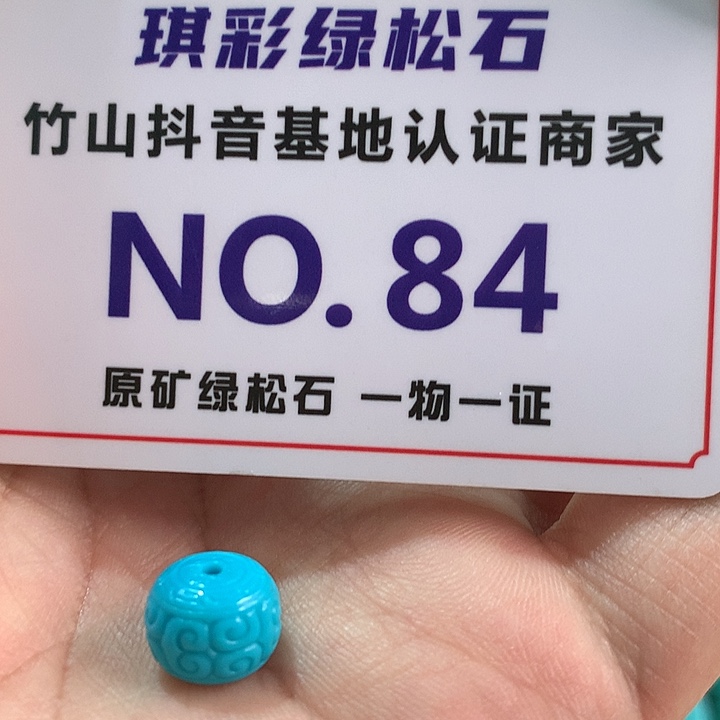 琪彩绿松石
竹山抖音基地认证商家
NO.84
原矿绿松石 一物一证